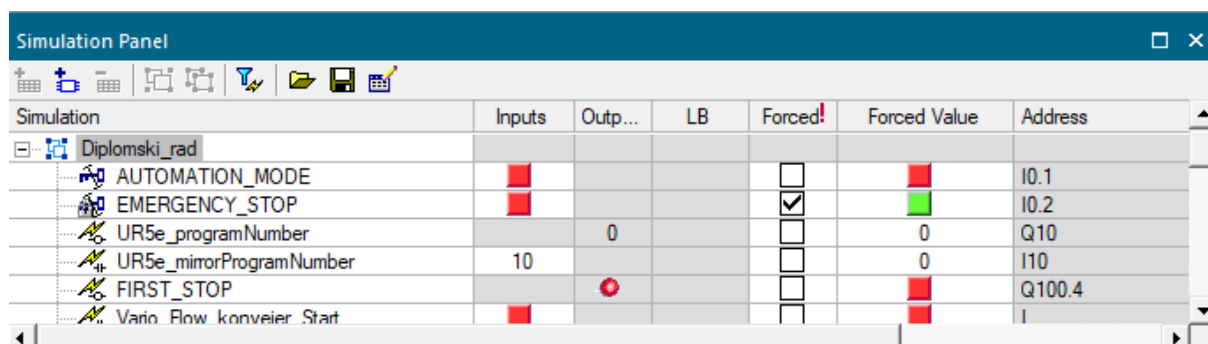 Simulation Panel
Simulation Inputs Outp... LB Forced! Forced Value Address
Diplomski_rad
AUTOMATION_MODE I0.1
EMERGENCY_STOP I0.2
UR5e_programNumber 0 0 Q10
UR5e_mirrorProgramNumber 10 0 I10
FIRST_STOP Q100.4
Vario_Flow_konvejer_Start I